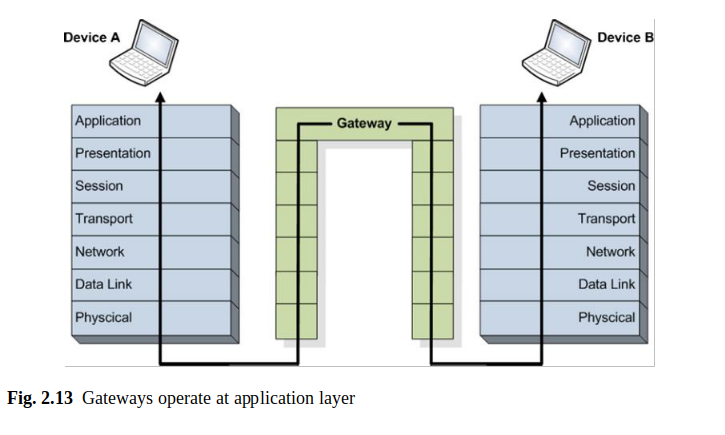 Device A
Device B
Gateway
Application
Presentation
Session
Transport
Network
Data Link
Physcical
Application
Presentation
Session
Transport
Network
Data Link
Physcical
Fig. 2.13 Gateways operate at application layer